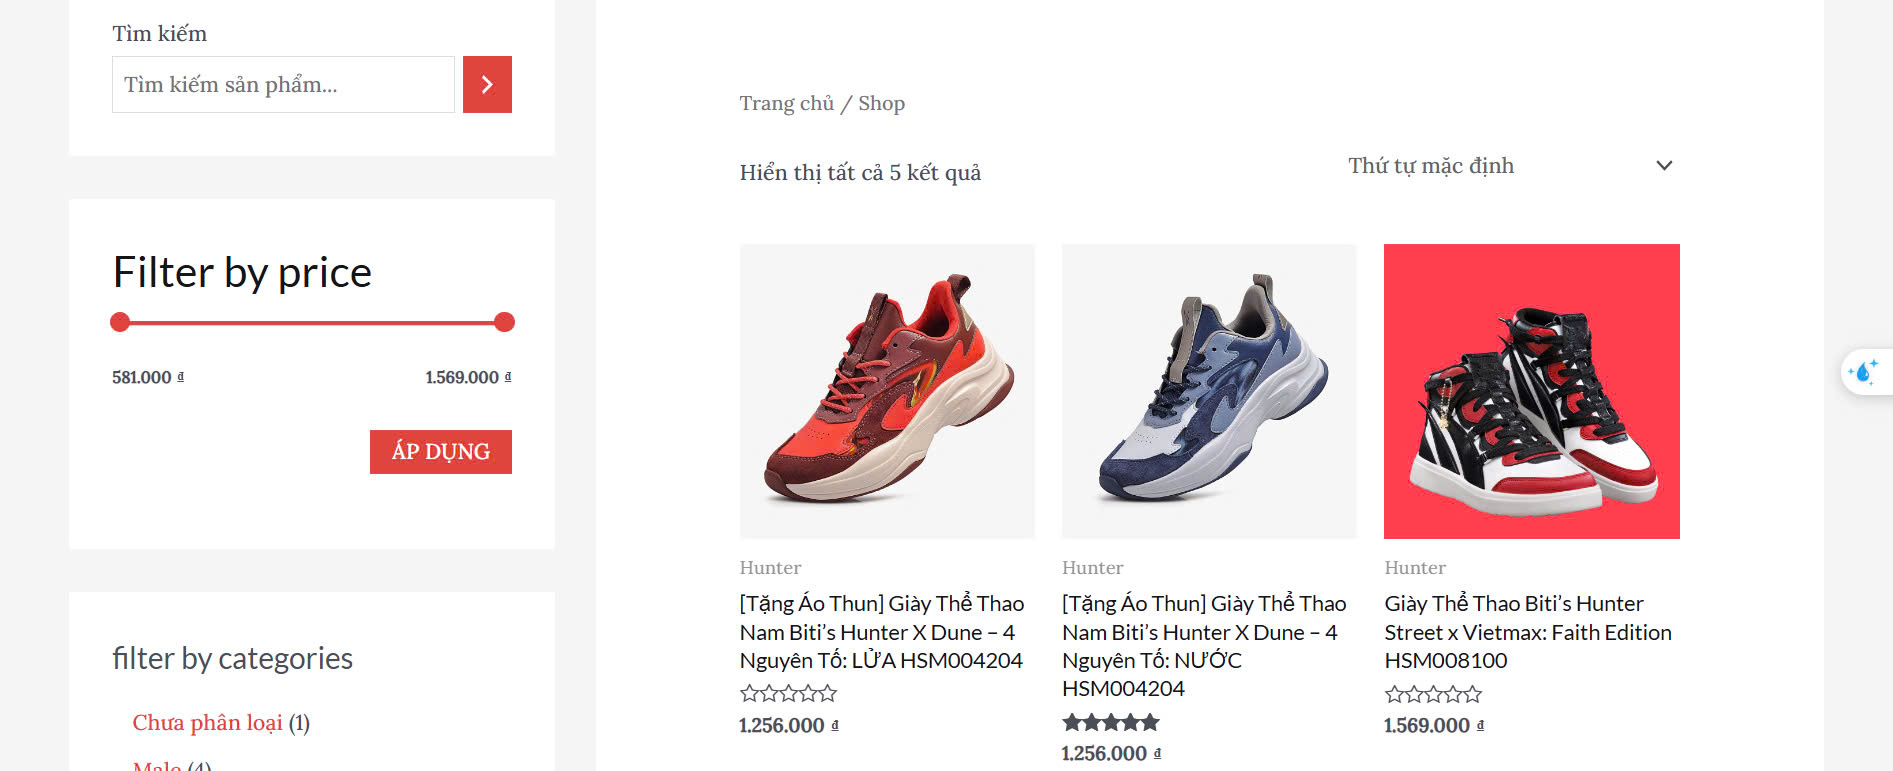 Tìm kiếm
Tìm kiếm sản phẩm...
Filter by price
581.000 ₫
1.569.000 ₫
ÁP DỤNG
filter by categories
Chưa phân loại (1)
Male (4)
Trang chủ / Shop
Hiển thị tất cả 5 kết quả
Thứ tự mặc định
Hunter
[Tặng Áo Thun] Giày Thể Thao
Nam Biti’s Hunter X Dune – 4
Nguyên Tố: LỬA HSM004204
1.256.000 ₫
Hunter
[Tặng Áo Thun] Giày Thể Thao
Nam Biti’s Hunter X Dune – 4
Nguyên Tố: NƯỚC
HSM004204
1.256.000 ₫
Hunter
Giày Thể Thao Biti’s Hunter
Street x Vietmax: Faith Edition
HSM008100
1.569.000 ₫